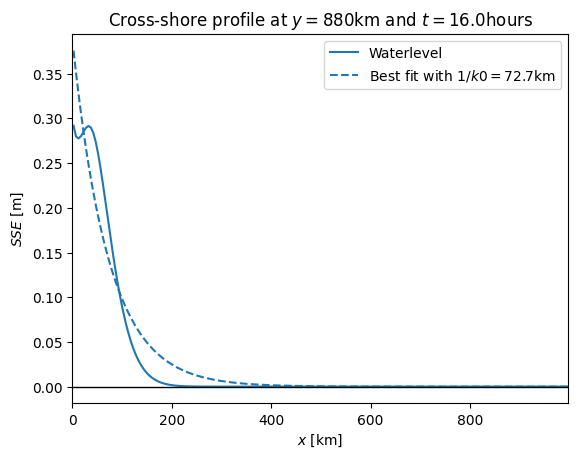 Cross-shore profile at y = 880km and t = 16.0hours
Waterlevel
Best fit with 1/k0 = 72.7km
SSE [m]
0.35
0.30
0.25
0.20
0.15
0.10
0.05
0.00
0 200 400 600 800
x [km]